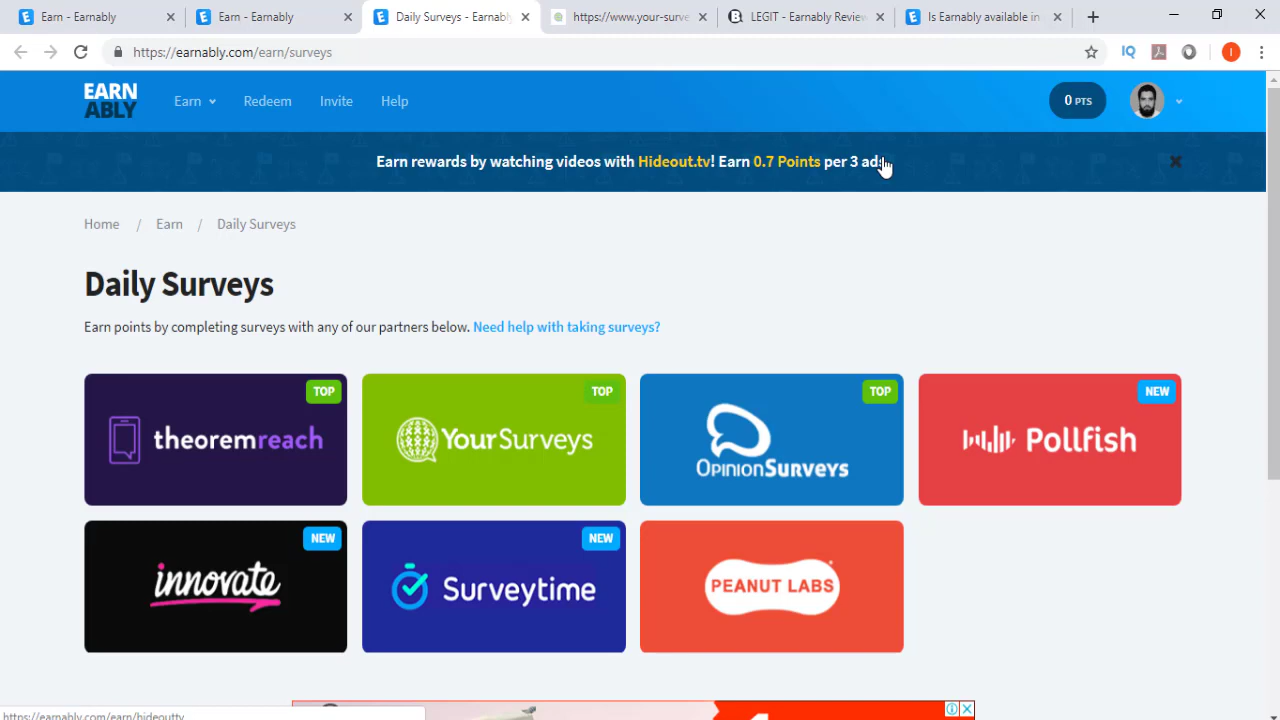 Earn - Earnably
Earn - Earnably
Daily Surveys - Earnably
https://www.your-surve
LEGIT - Earnably Review
Is Earnably available in
https://earnably.com/earn/surveys
IQ
I
EARN
ABLY
Earn
Redeem
Invite
Help
0 PTS
Earn rewards by watching videos with Hideout.tv! Earn 0.7 Points per 3 ads
Home / Earn / Daily Surveys
Daily Surveys
Earn points by completing surveys with any of our partners below. Need help with taking surveys?
TOP
theoremreach
TOP
YourSurveys
TOP
OPINIONSURVEYS
NEW
Pollfish
NEW
innovate
NEW
Surveytime
PEANUT LABS
https://earnably.com/earn/hideouttv